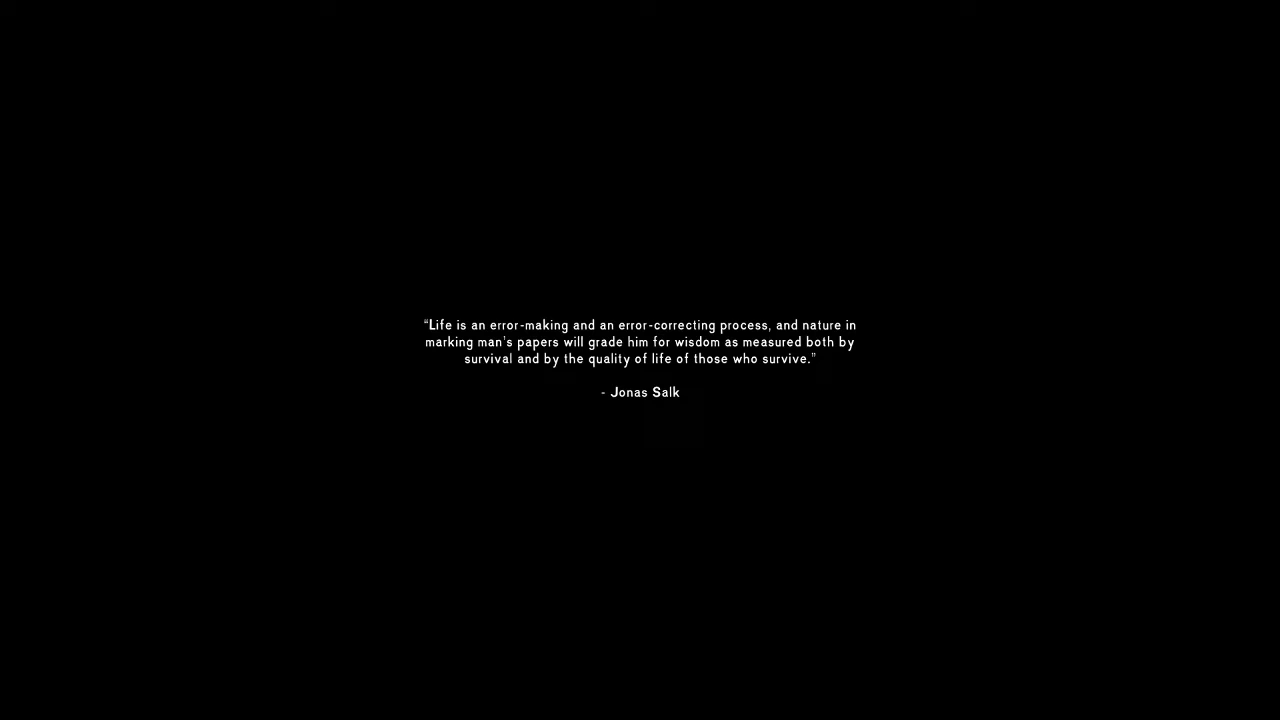 “Life is an error-making and an error-correcting process, and nature in
marking man’s papers will grade him for wisdom as measured both by
survival and by the quality of life of those who survive.”
- Jonas Salk